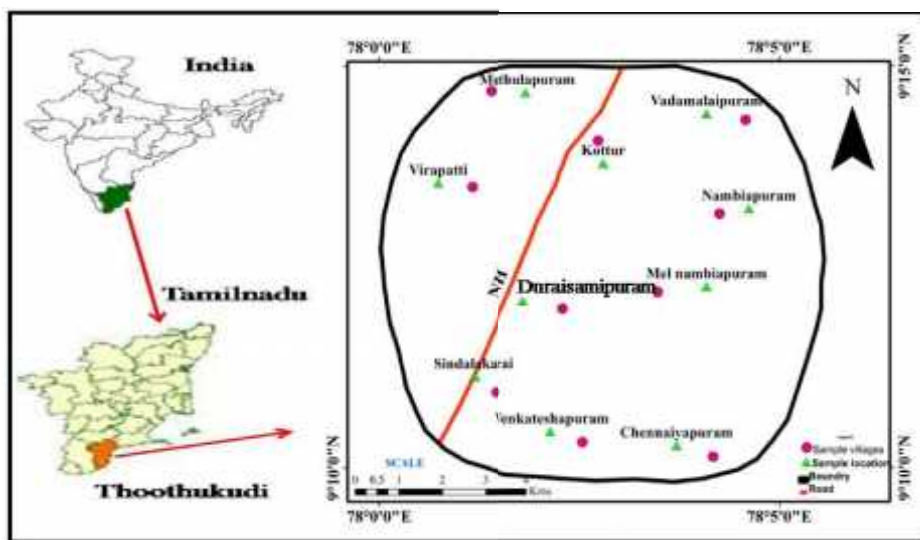 India
Tamilnadu
Thoothukudi
78°0'0"E
78°5'0"E
9°15'0"N
Muthulapuram
Vadamalaipuram
N
Kottur
Virapatti
Nambiapuram
NH
Duraisamipuram
Mel nambiapuram
Sindalakarai
Venkateshapuram
Chennaiyapuram
Sample villages
Sample location
Boundry
Road
SCALE
0 0.5 1 2 3 4
Kms
9°10'0"N
9°10'0"N
78°0'0"E
78°5'0"E